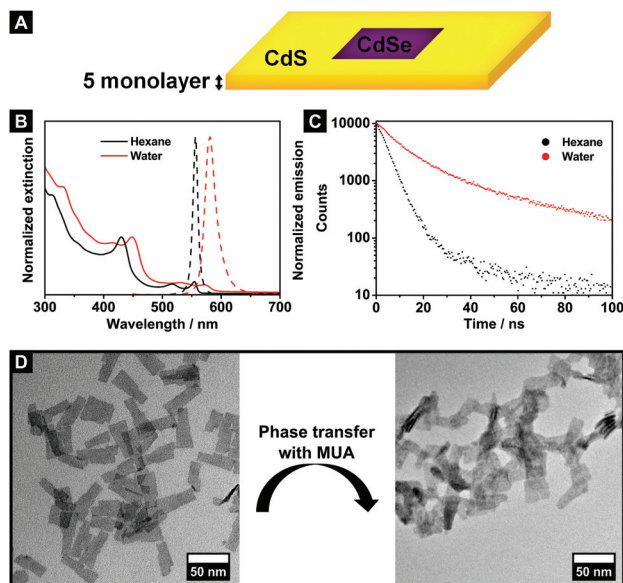 A
CdS
CdSe
5 monolayer
B
Hexane
Water
Normalized extinction
Normalized emission
300
400
500
600
700
Wavelength / nm
C
Hexane
Water
Counts
10000
1000
100
10
0
20
40
60
80
100
Time / ns
D
Phase transfer
with MUA
50 nm
50 nm